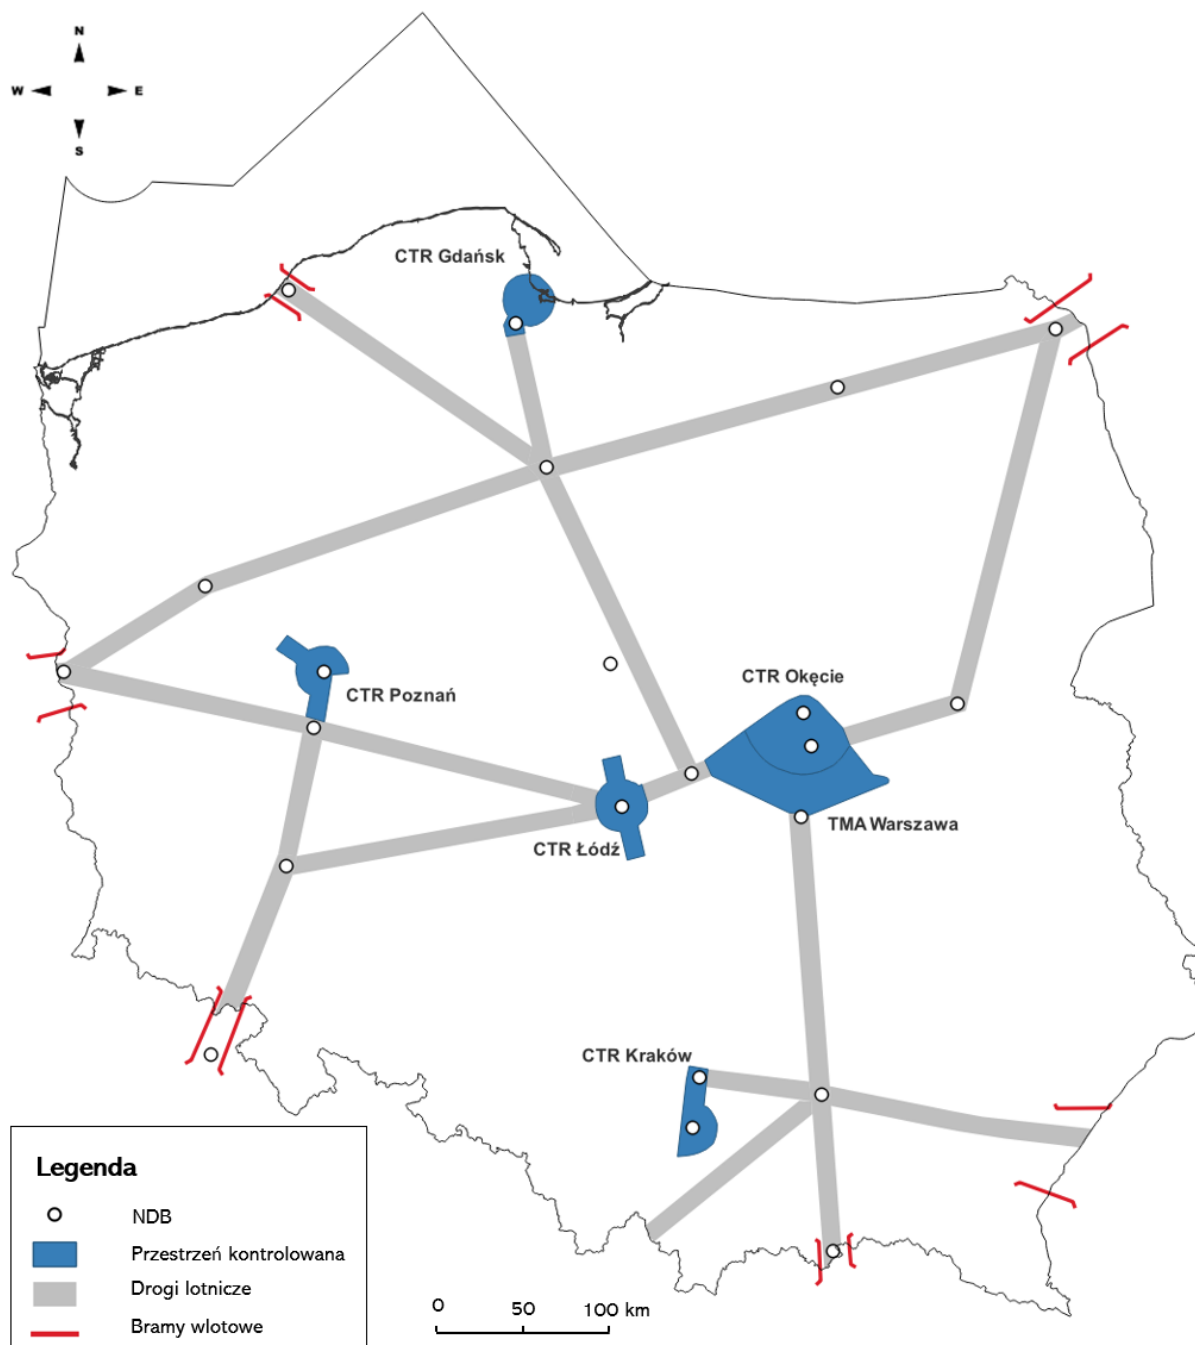 N
W E
S
CTR Gdańsk
CTR Okęcie
CTR Poznań
TMA Warszawa
CTR Łódź
CTR Kraków
Legenda
NDB
Przestrzeń kontrolowana
Drogi lotnicze
Bramy wlotowe
0 50 100 km